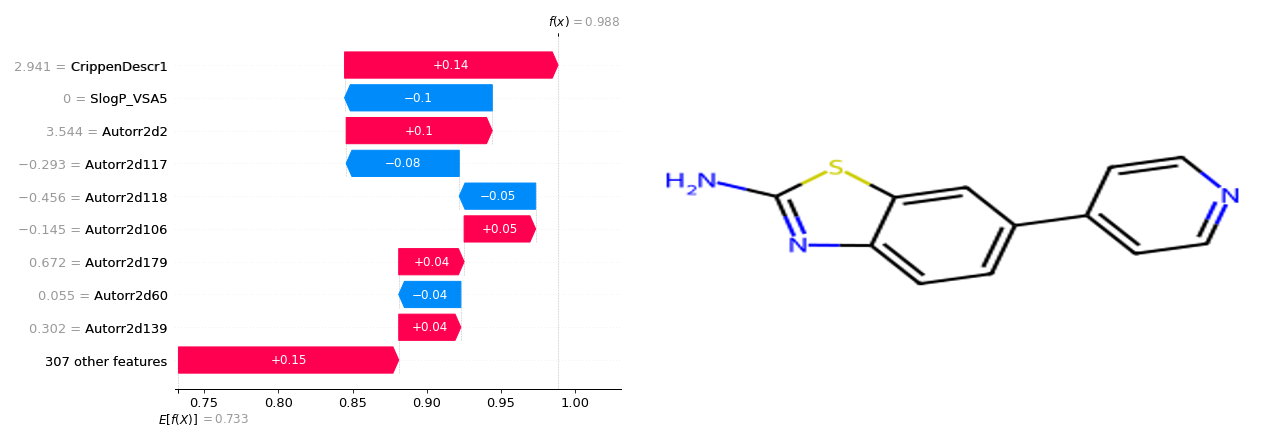 f(x) = 0.988
2.941 = CrippenDescr1
+0.14
0 = SlogP_VSA5
−0.1
3.544 = Autorr2d2
+0.1
−0.293 = Autorr2d117
−0.08
−0.456 = Autorr2d118
−0.05
−0.145 = Autorr2d106
+0.05
0.672 = Autorr2d179
+0.04
0.055 = Autorr2d60
−0.04
0.302 = Autorr2d139
+0.04
307 other features
+0.15
0.75 0.80 0.85 0.90 0.95 1.00
E[f(X)] = 0.733
H2N
S
N
N